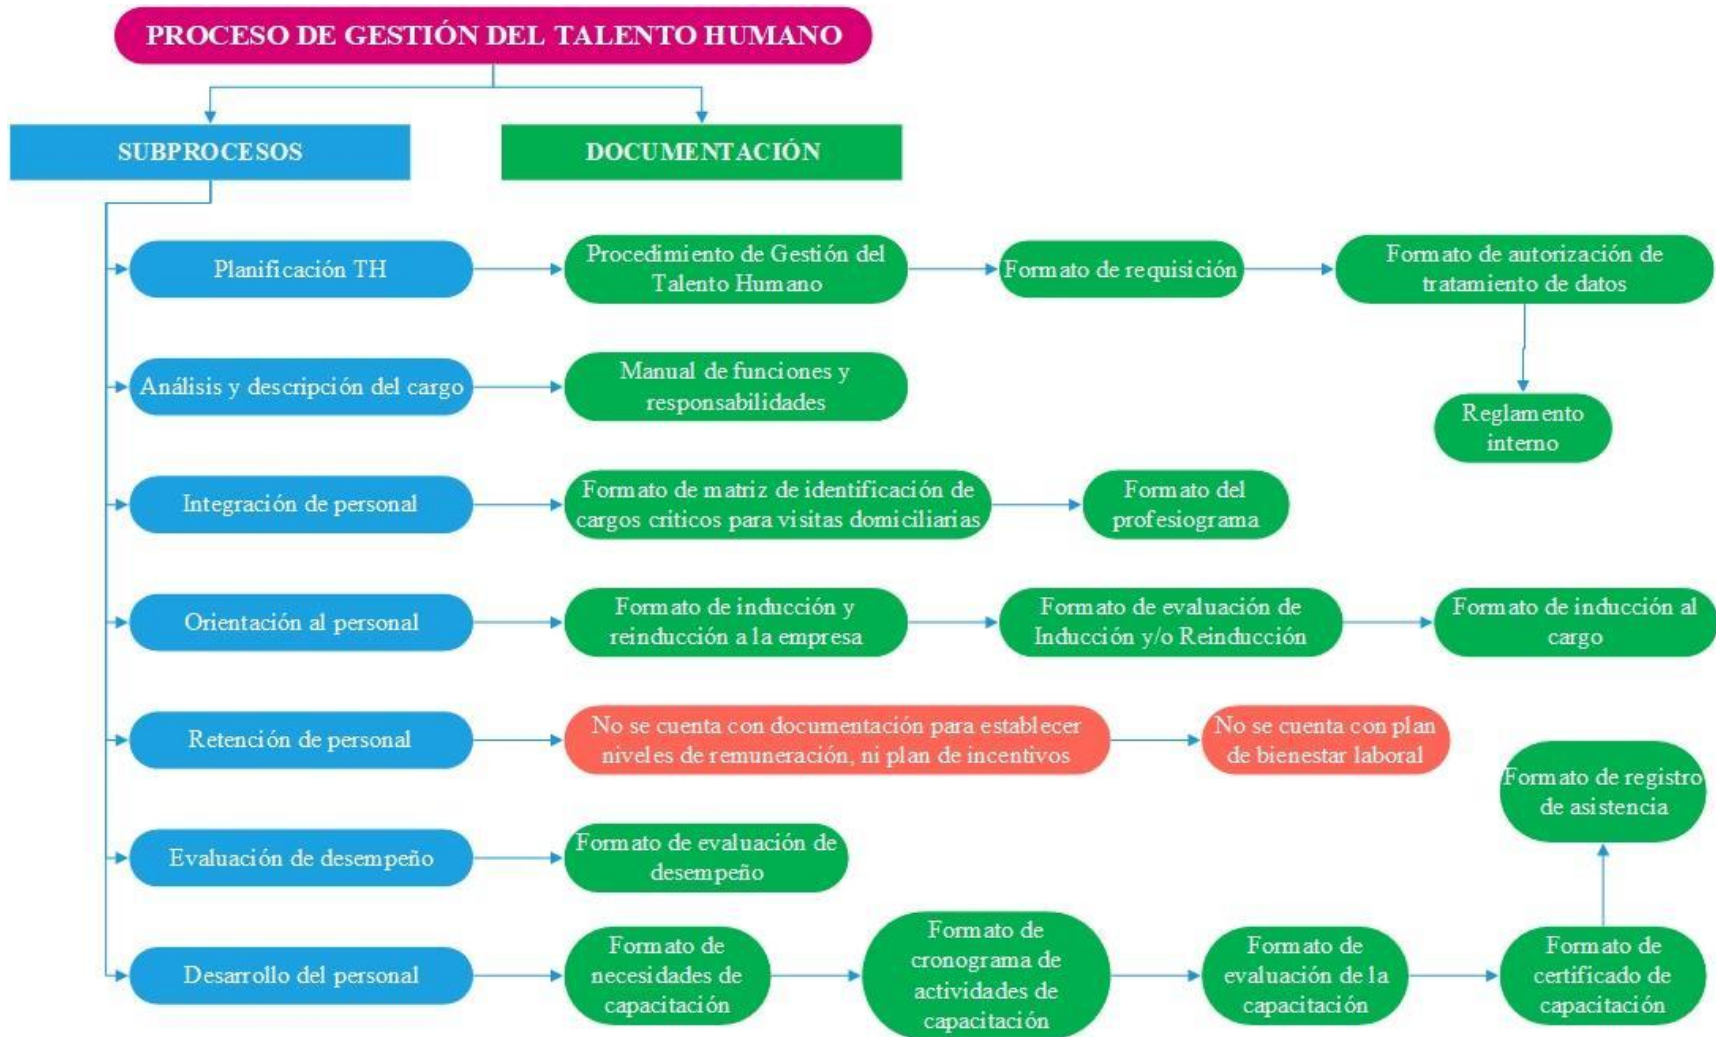 PROCESO DE GESTIÓN DEL TALENTO HUMANO
SUBPROCESOS
DOCUMENTACIÓN
Planificación TH
Procedimiento de Gestión del
Talento Humano
Formato de requisición
Formato de autorización de
tratamiento de datos
Reglamento
interno
Análisis y descripción del cargo
Manual de funciones y
responsabilidades
Integración de personal
Formato de matriz de identificación de
cargos críticos para visitas domiciliarias
Formato del
profesiograma
Orientación al personal
Formato de inducción y
reinducción a la empresa
Formato de evaluación de
Inducción y/o Reinducción
Formato de inducción al
cargo
Retención de personal
No se cuenta con documentación para establecer
niveles de remuneración, ni plan de incentivos
No se cuenta con plan
de bienestar laboral
Evaluación de desempeño
Formato de evaluación de
desempeño
Desarrollo del personal
Formato de
necesidades de
capacitación
Formato de
cronograma de
actividades de
capacitación
Formato de
evaluación de la
capacitación
Formato de
certificado de
capacitación
Formato de registro
de asistencia